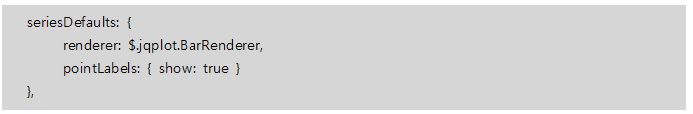 seriesDefaults: {
renderer: $.jqplot.BarRenderer,
pointLabels: { show: true }
},